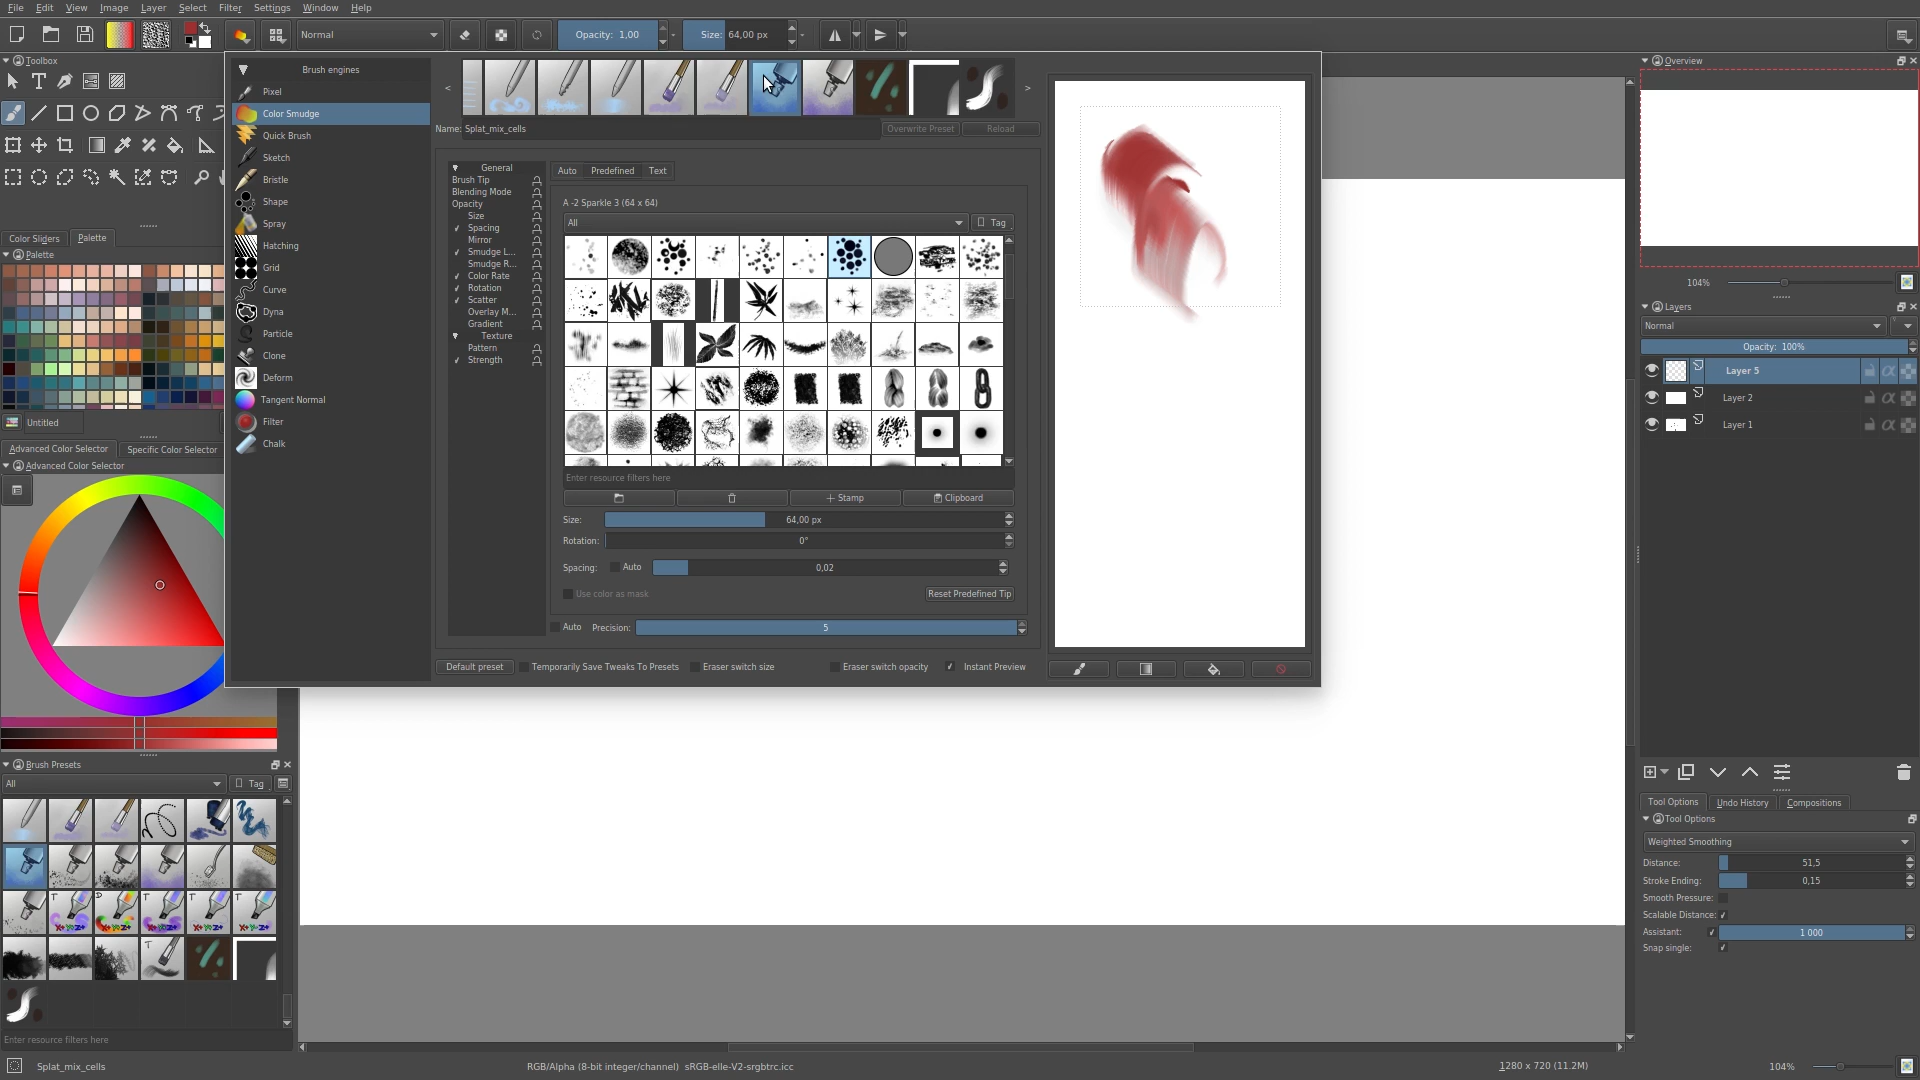 File Edit View Image Layer Select Filter Settings Window Help
Normal Opacity: 1,00 Size: 64,00 px
Toolbox
Color Sliders Palette
Palette
Untitled
Advanced Color Selector Specific Color Selector
Advanced Color Selector
Brush Presets
All Tag
T D T T T
X+Y+Z+ X+Y+Z+ X+Y+Z+ X+Y+Z+ X+Y+Z+
T
Enter resource filters here
Brush engines
Pixel
Color Smudge
Quick Brush
Sketch
Bristle
Shape
Spray
Hatching
Grid
Curve
Dyna
Particle
Clone
Deform
Tangent Normal
Filter
Chalk
Name: Splat_mix_cells Overwrite Preset Reload
General
Brush Tip
Blending Mode
Opacity
Size
Spacing
Mirror
Smudge L...
Smudge R...
Color Rate
Rotation
Scatter
Overlay M...
Gradient
Texture
Pattern
Strength
Auto Predefined Text
A -2 Sparkle 3 (64 x 64)
All Tag
Enter resource filters here
+ Stamp Clipboard
Size: 64,00 px
Rotation: 0°
Spacing: Auto 0,02
Use color as mask Reset Predefined Tip
Auto Precision: 5
Default preset Temporarily Save Tweaks To Presets Eraser switch size Eraser switch opacity Instant Preview
Overview
104%
Layers
Normal
Opacity: 100%
Layer 5
Layer 2
Layer 1
Tool Options Undo History Compositions
Tool Options
Weighted Smoothing
Distance: 51,5
Stroke Ending: 0,15
Smooth Pressure:
Scalable Distance:
Assistant: 1 000
Snap single:
Splat_mix_cells RGB/Alpha (8-bit integer/channel) sRGB-elle-V2-srgbtrc.icc 1280 x 720 (11.2M) 104%